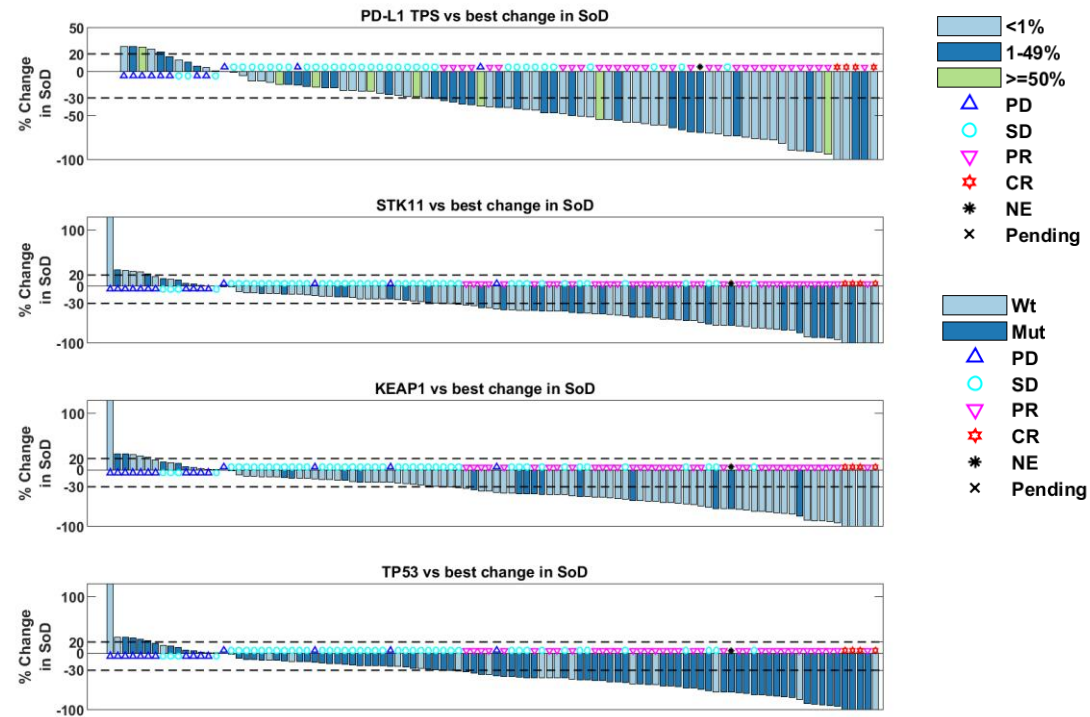 PD-L1 TPS vs best change in SoD
50
20
0
-30
-50
-100
% Change
in SoD
<1%
1-49%
>=50%
PD
SD
PR
CR
NE
Pending
STK11 vs best change in SoD
100
20
0
-30
-100
% Change
in SoD
Wt
Mut
PD
SD
PR
CR
NE
Pending
KEAP1 vs best change in SoD
100
20
0
-30
-100
% Change
in SoD
TP53 vs best change in SoD
100
20
0
-30
-100
% Change
in SoD